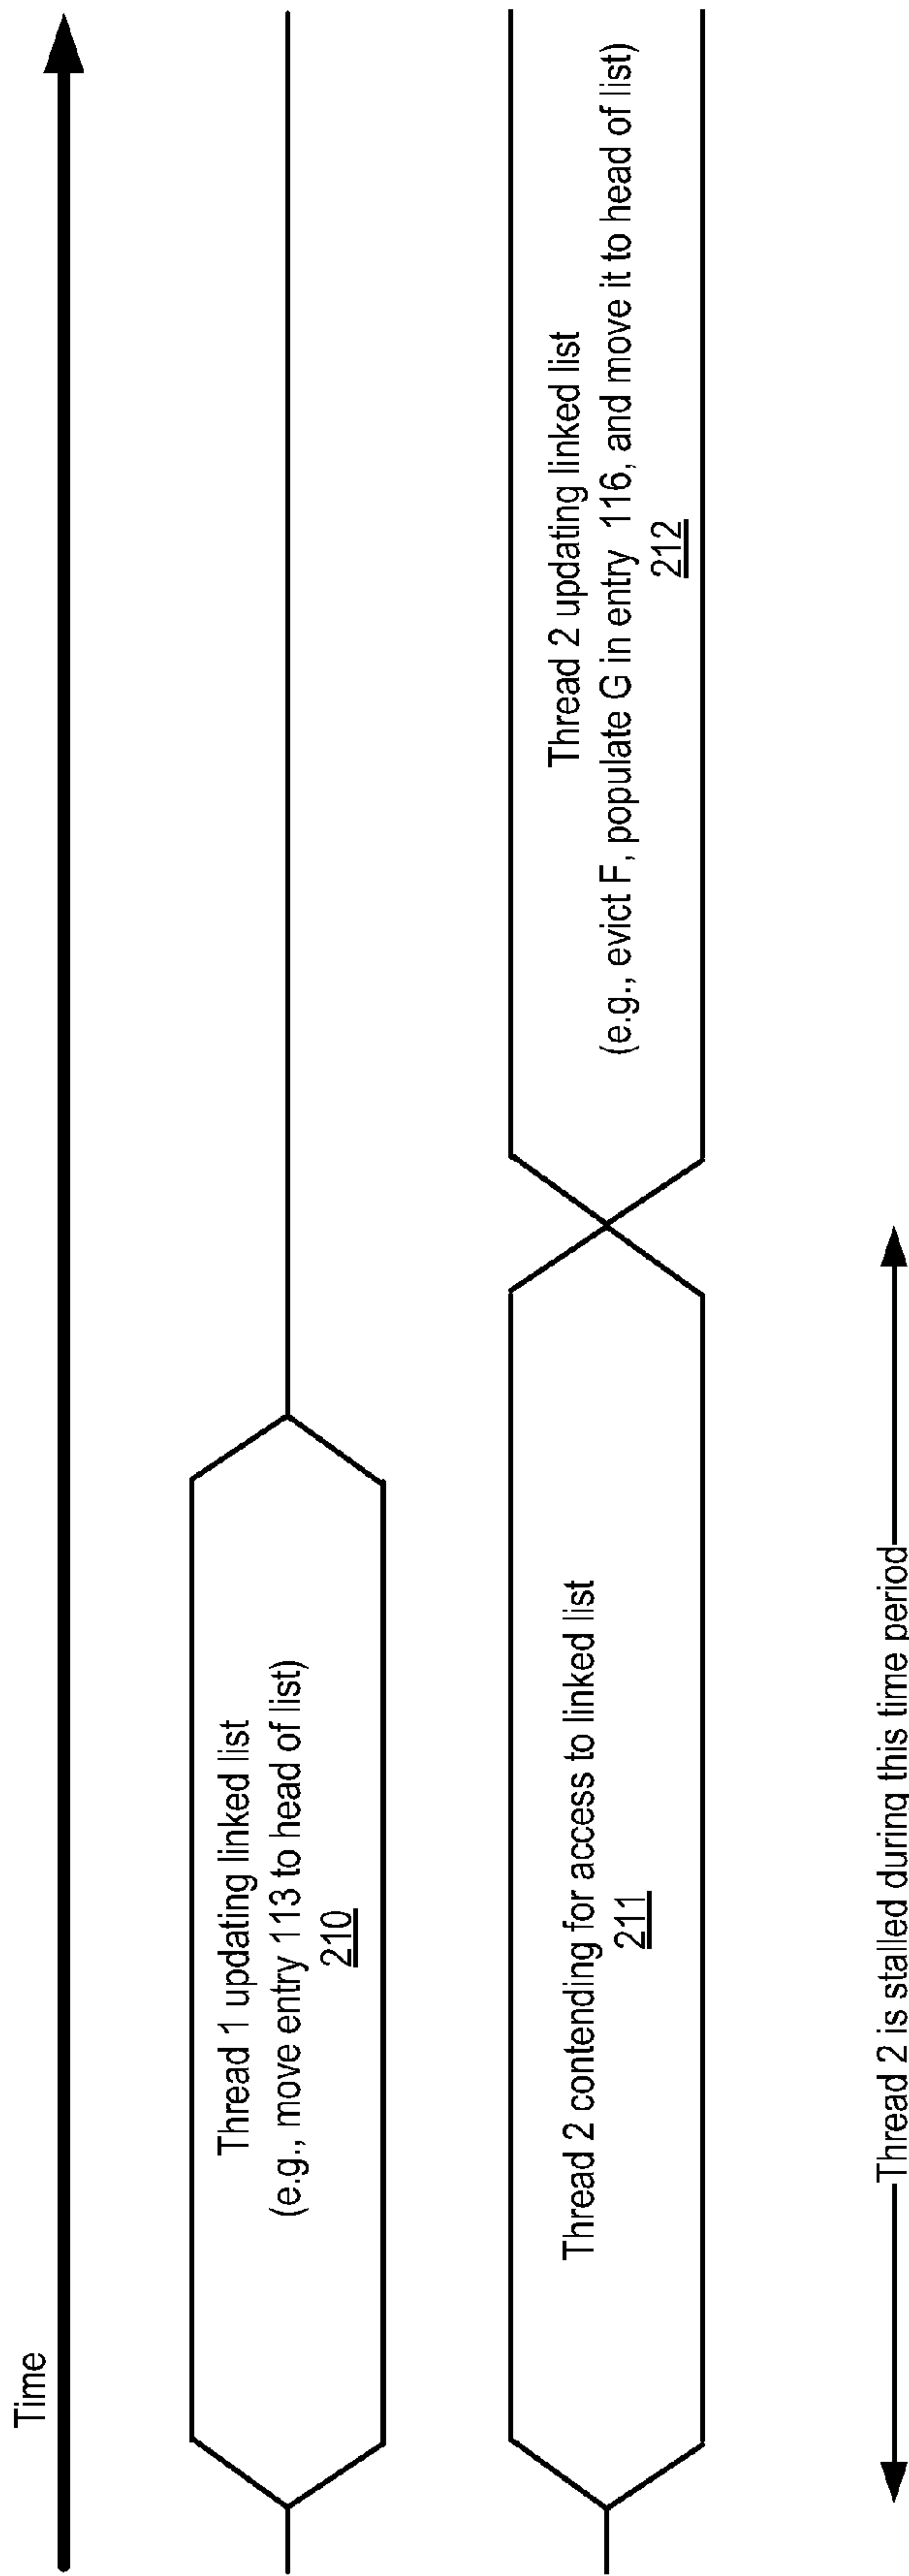 Time
Thread 1 updating linked list
(e.g., move entry 113 to head of list)
210
Thread 2 contending for access to linked list
211
Thread 2 updating linked list
(e.g., evict F, populate G in entry 116, and move it to head of list)
212
Thread 2 is stalled during this time period